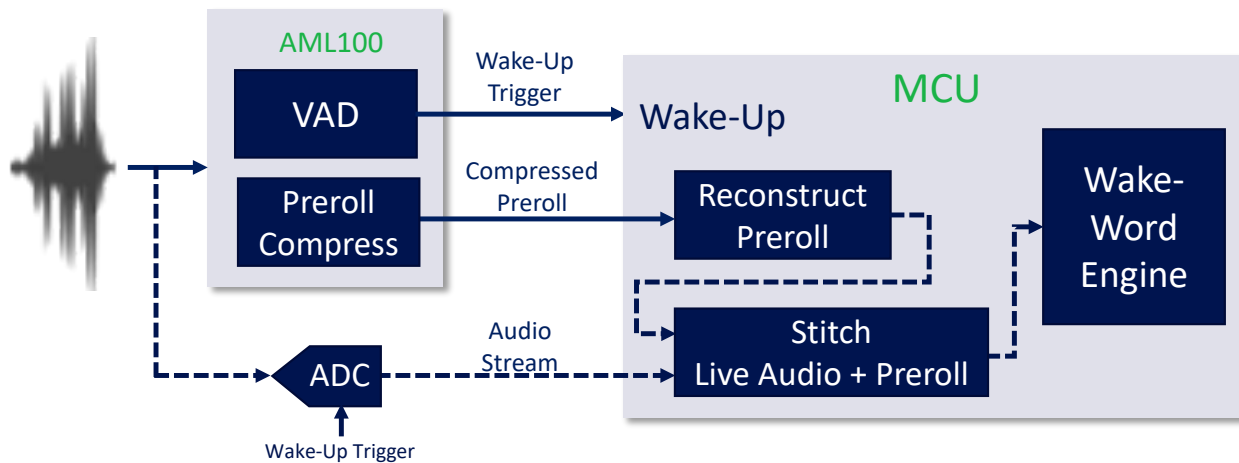 AML100
VAD
Preroll
Compress
Wake-Up
Trigger
Compressed
Preroll
MCU
Wake-Up
Reconstruct
Preroll
Wake-
Word
Engine
Audio
Stream
Stitch
Live Audio + Preroll
ADC
Wake-Up Trigger